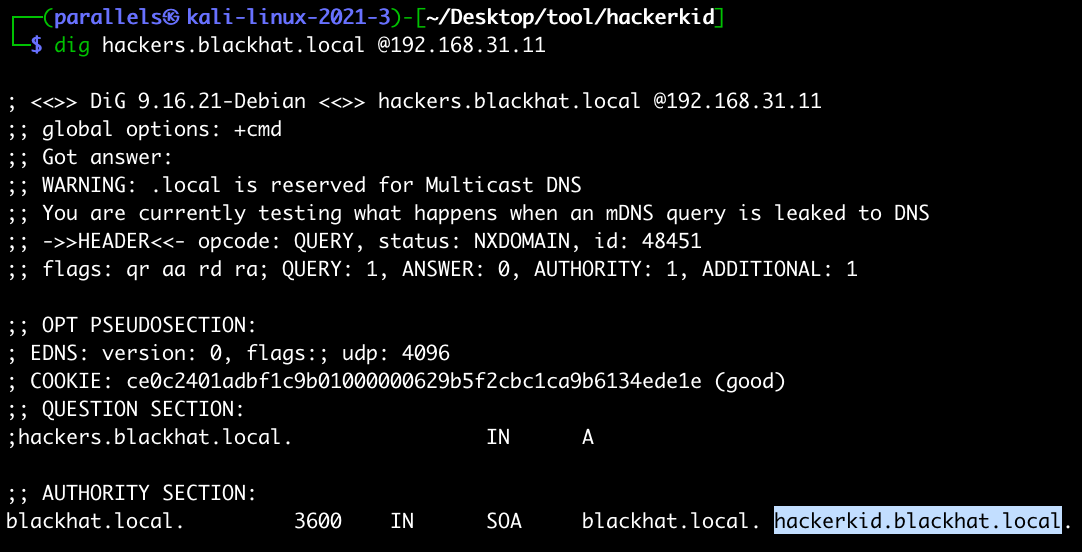 ┌──(parallels㉿kali-linux-2021-3)-[~/Desktop/tool/hackerkid]
└─$ dig hackers.blackhat.local @192.168.31.11

; <<>> DiG 9.16.21-Debian <<>> hackers.blackhat.local @192.168.31.11
;; global options: +cmd
;; Got answer:
;; WARNING: .local is reserved for Multicast DNS
;; You are currently testing what happens when an mDNS query is leaked to DNS
;; ->>HEADER<<- opcode: QUERY, status: NXDOMAIN, id: 48451
;; flags: qr aa rd ra; QUERY: 1, ANSWER: 0, AUTHORITY: 1, ADDITIONAL: 1

;; OPT PSEUDOSECTION:
; EDNS: version: 0, flags:; udp: 4096
; COOKIE: ce0c2401adbf1c9b01000000629b5f2cbc1ca9b6134ede1e (good)
;; QUESTION SECTION:
;hackers.blackhat.local. IN A

;; AUTHORITY SECTION:
blackhat.local. 3600 IN SOA blackhat.local. hackerkid.blackhat.local.